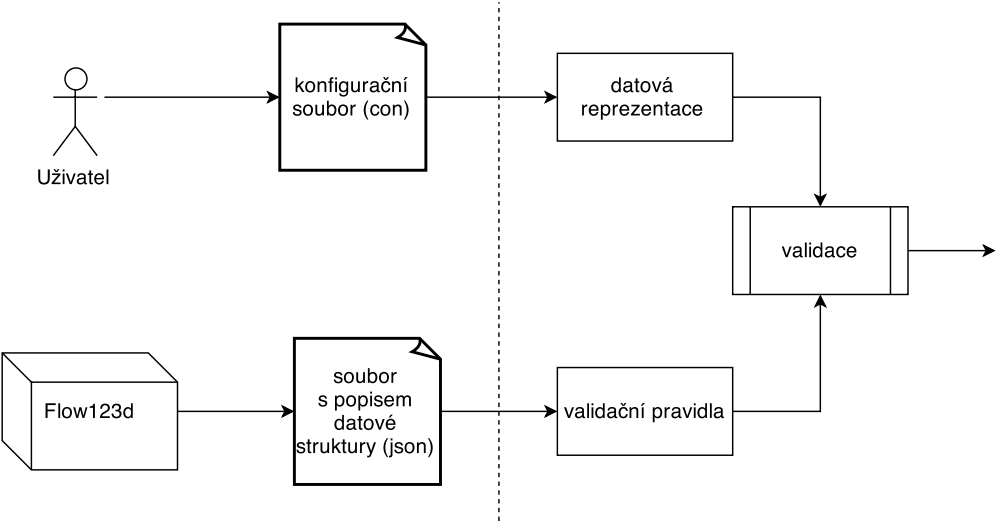 konfigurační
soubor (con)
datová
reprezentace
Uživatel
validace
soubor
s popisem
datové
struktury (json)
Flow123d
validační pravidla